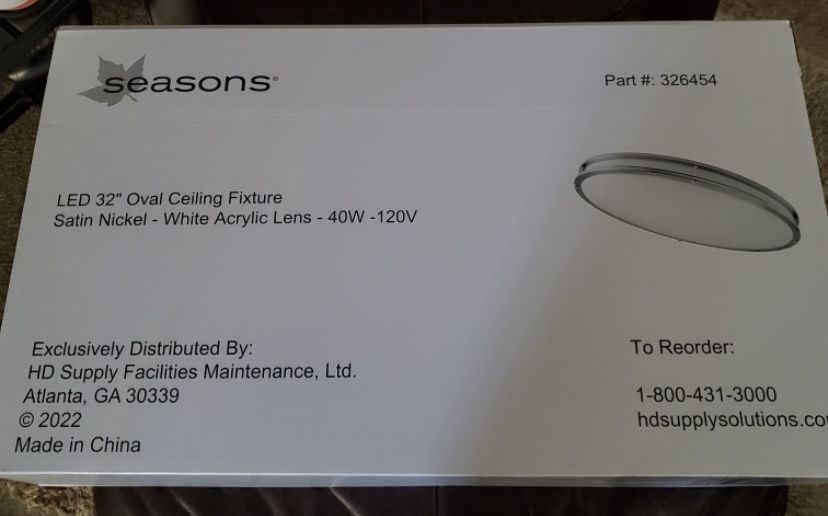 seasons®
Part #: 326454
LED 32" Oval Ceiling Fixture
Satin Nickel - White Acrylic Lens - 40W -120V
Exclusively Distributed By:
HD Supply Facilities Maintenance, Ltd.
Atlanta, GA 30339
© 2022
Made in China
To Reorder:
1-800-431-3000
hdsupplysolutions.co